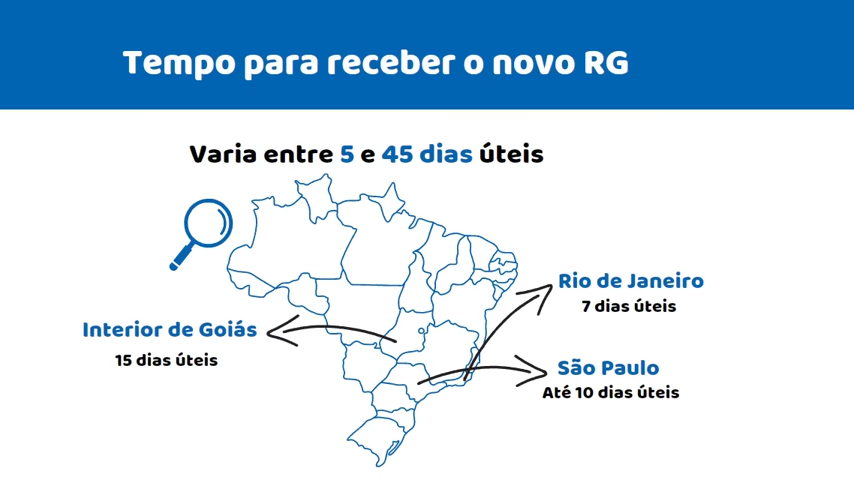 Tempo para receber o novo RG
Varia entre 5 e 45 dias úteis
Rio de Janeiro
7 dias úteis
Interior de Goiás
15 dias úteis
São Paulo
Até 10 dias úteis